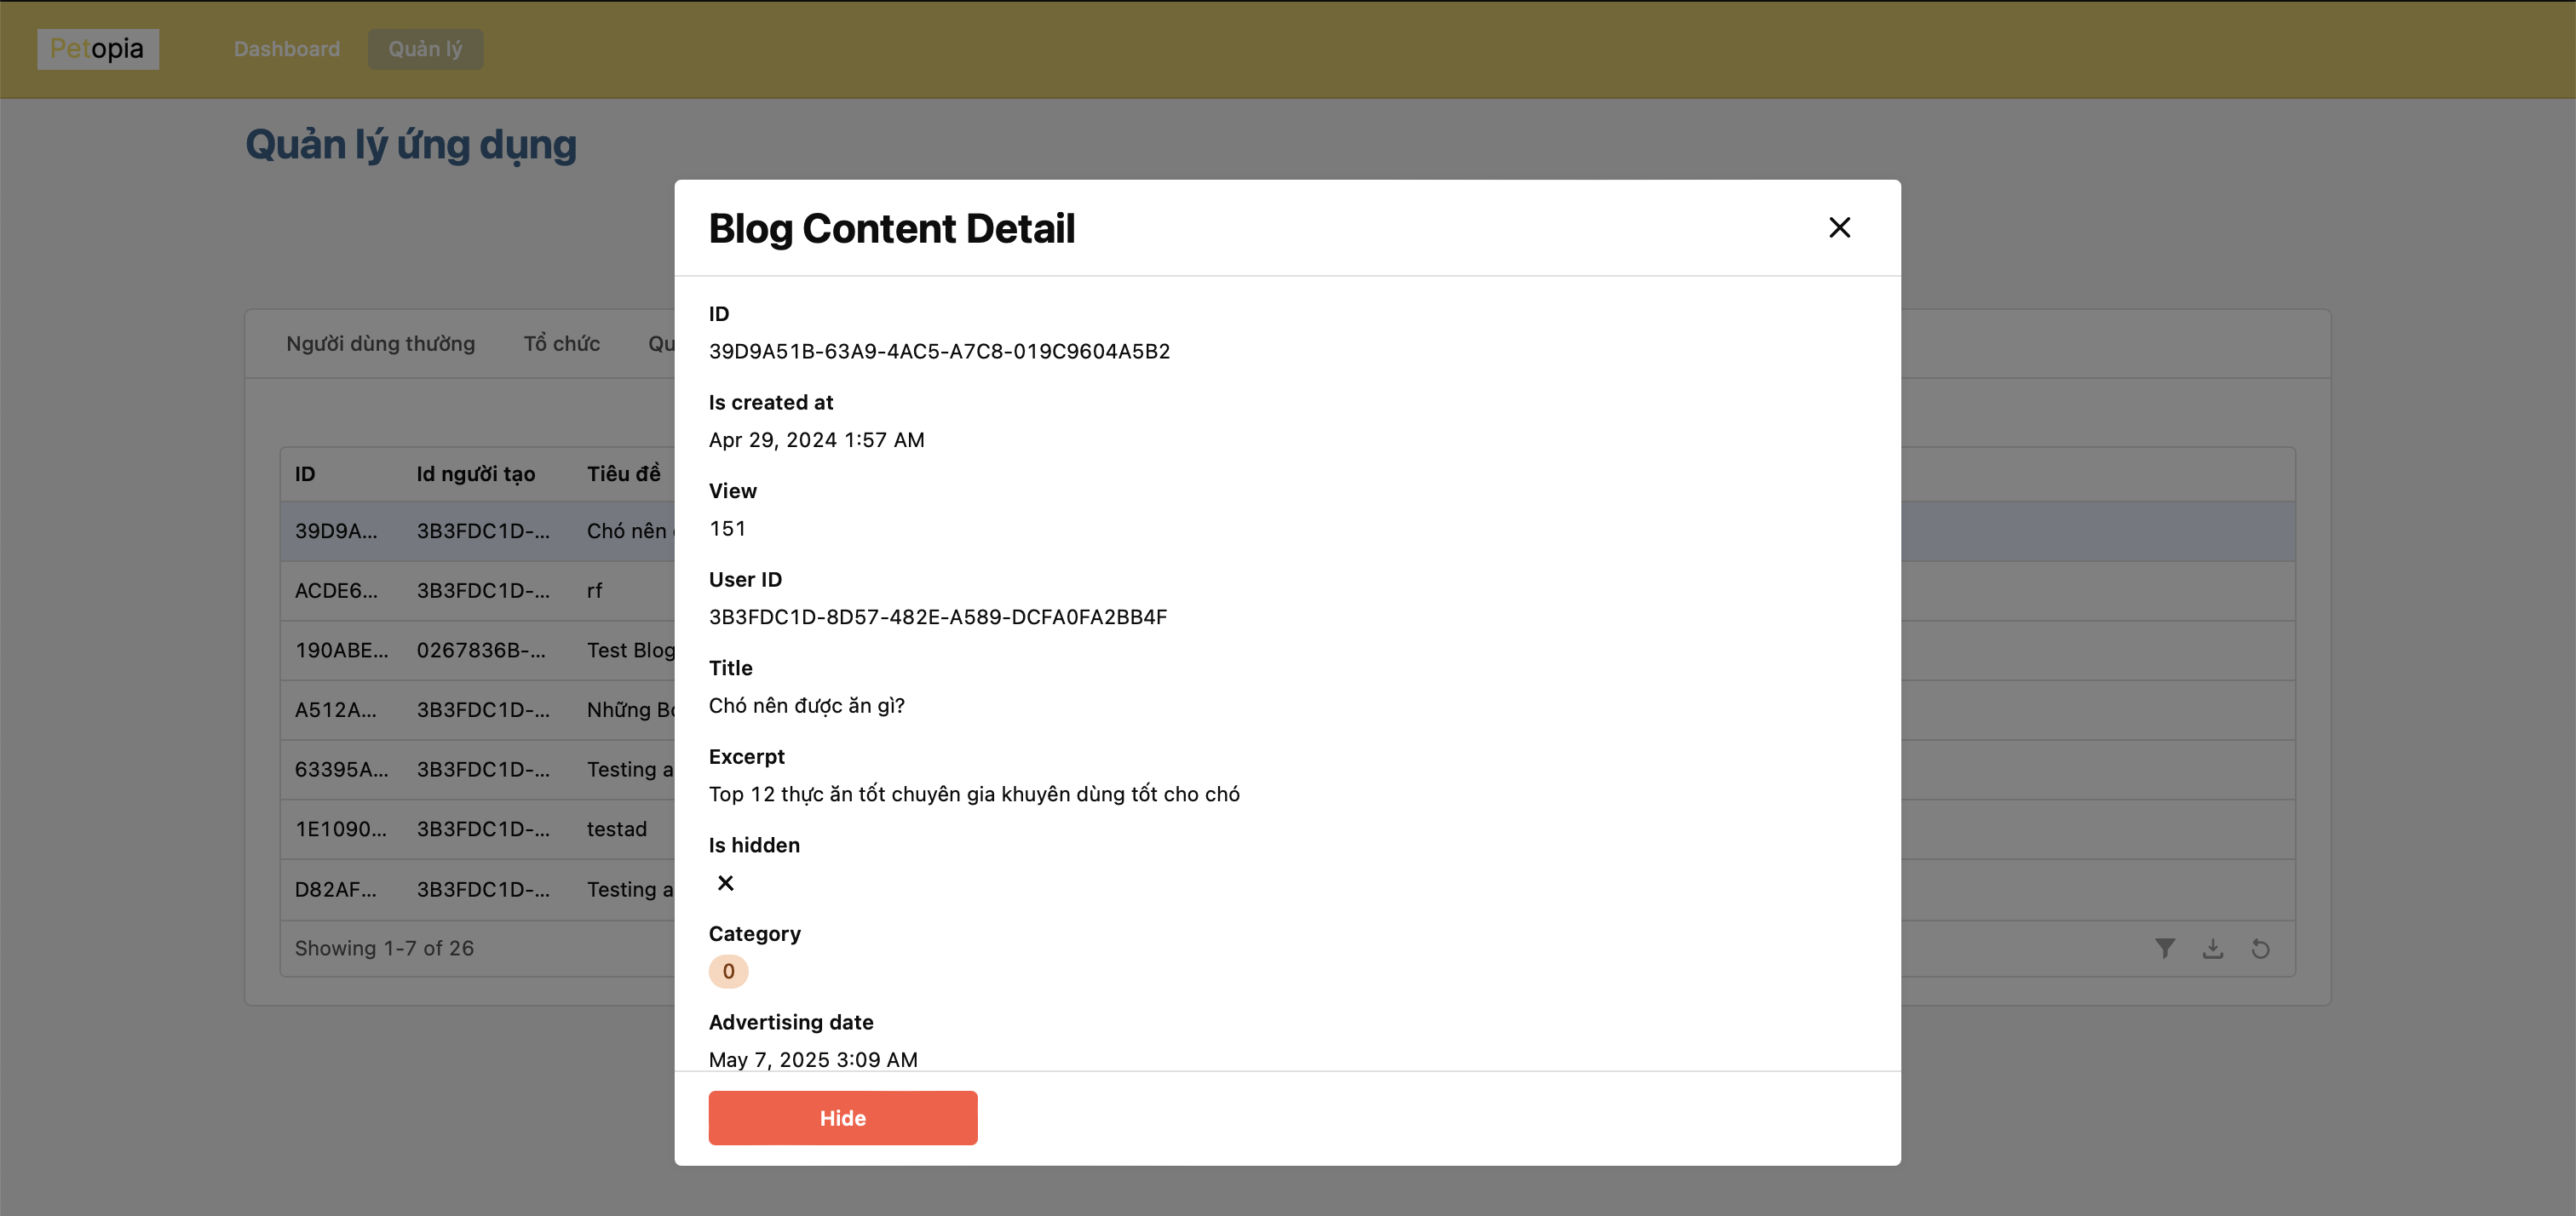 Petopia
Dashboard
Quản lý
Quản lý ứng dụng
Người dùng thường
Tổ chức
ID
Id người tạo
Tiêu đề
39D9A...
3B3FDC1D-...
Chó nên
ACDE6...
3B3FDC1D-...
rf
190ABE...
0267836B-...
Test Blog
A512A...
3B3FDC1D-...
Những
63395A...
3B3FDC1D-...
Testing
1E1090...
3B3FDC1D-...
testad
D82AF...
3B3FDC1D-...
Testing
Showing 1-7 of 26
Blog Content Detail
ID
39D9A51B-63A9-4AC5-A7C8-019C9604A5B2
Is created at
Apr 29, 2024 1:57 AM
View
151
User ID
3B3FDC1D-8D57-482E-A589-DCFA0FA2BB4F
Title
Chó nên được ăn gì?
Excerpt
Top 12 thực ăn tốt chuyên gia khuyên dùng tốt cho chó
Is hidden
Category
0
Advertising date
May 7, 2025 3:09 AM
Hide